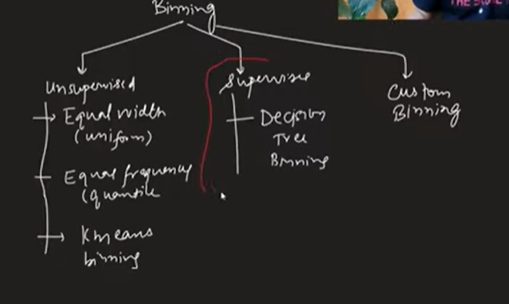 Binning
Unsupervised
Equal width
(uniform)
Equal frequency
(quantile
Kmeans
binning
Supervise
Decision
Tree
Binning
Custom
Binning